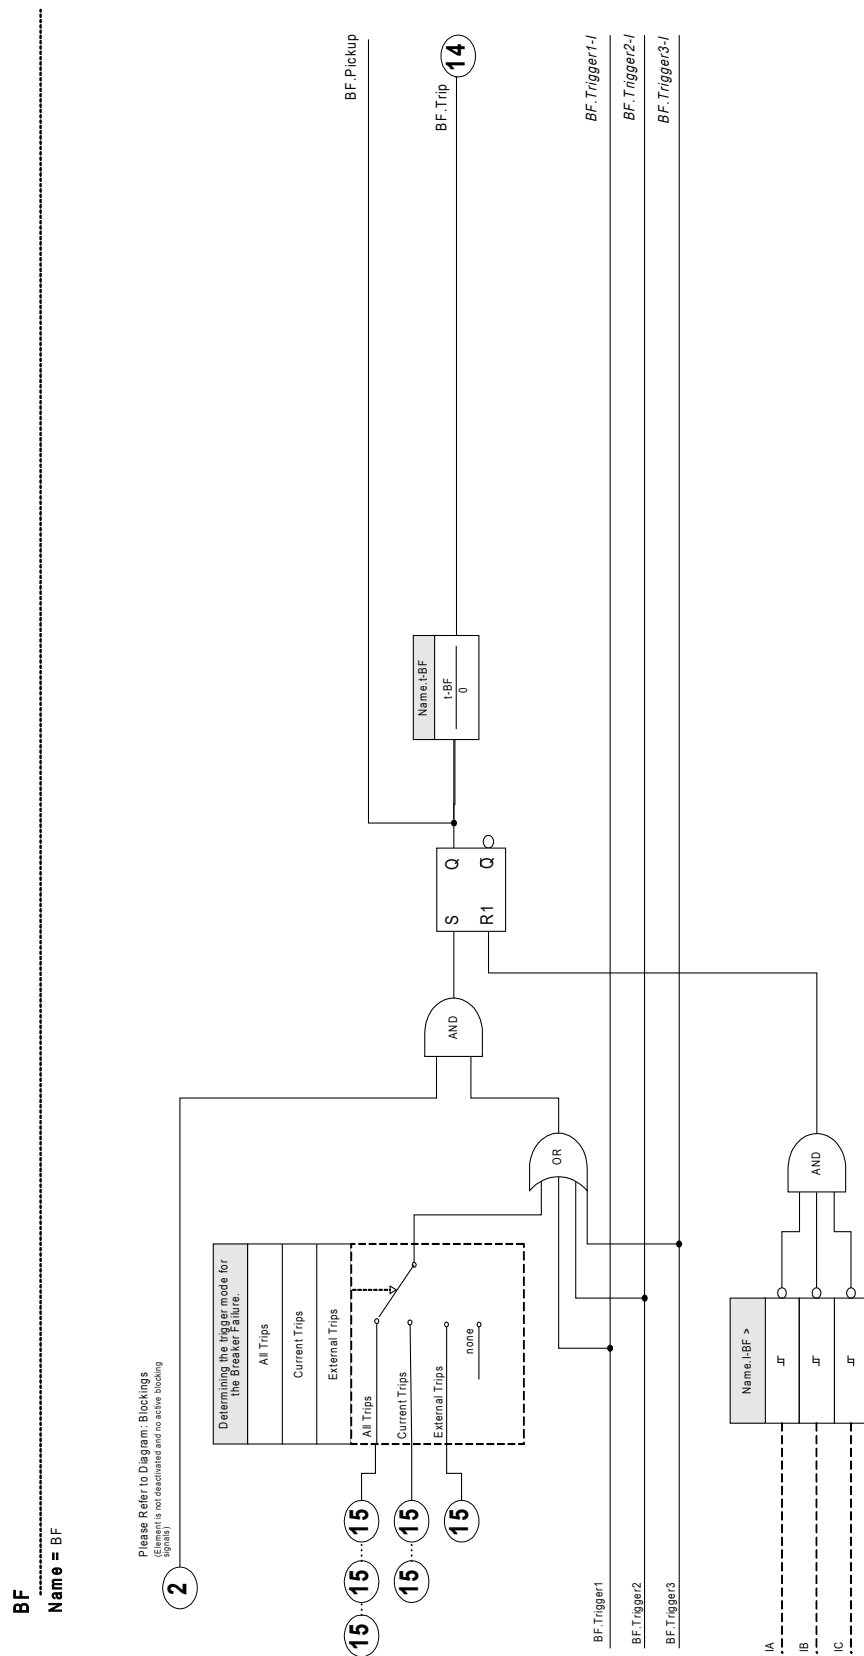 BF
Name = BF
Please Refer to Diagram: Blockings
(Element is not deactivated and no active blocking
signals)
2
Determining the trigger mode for
the Breaker Failure.
All Trips
Current Trips
External Trips
All Trips
Current Trips
External Trips
none
15
15
15
15
15
15
AND
OR
S
Q
R1
Q
Name.t-BF
t-BF
0
BF.Pickup
BF.Trip
14
BF.Trigger1
BF.Trigger2
BF.Trigger3
BF.Trigger1-I
BF.Trigger2-I
BF.Trigger3-I
Name.I-BF >
IA
IB
IC
AND